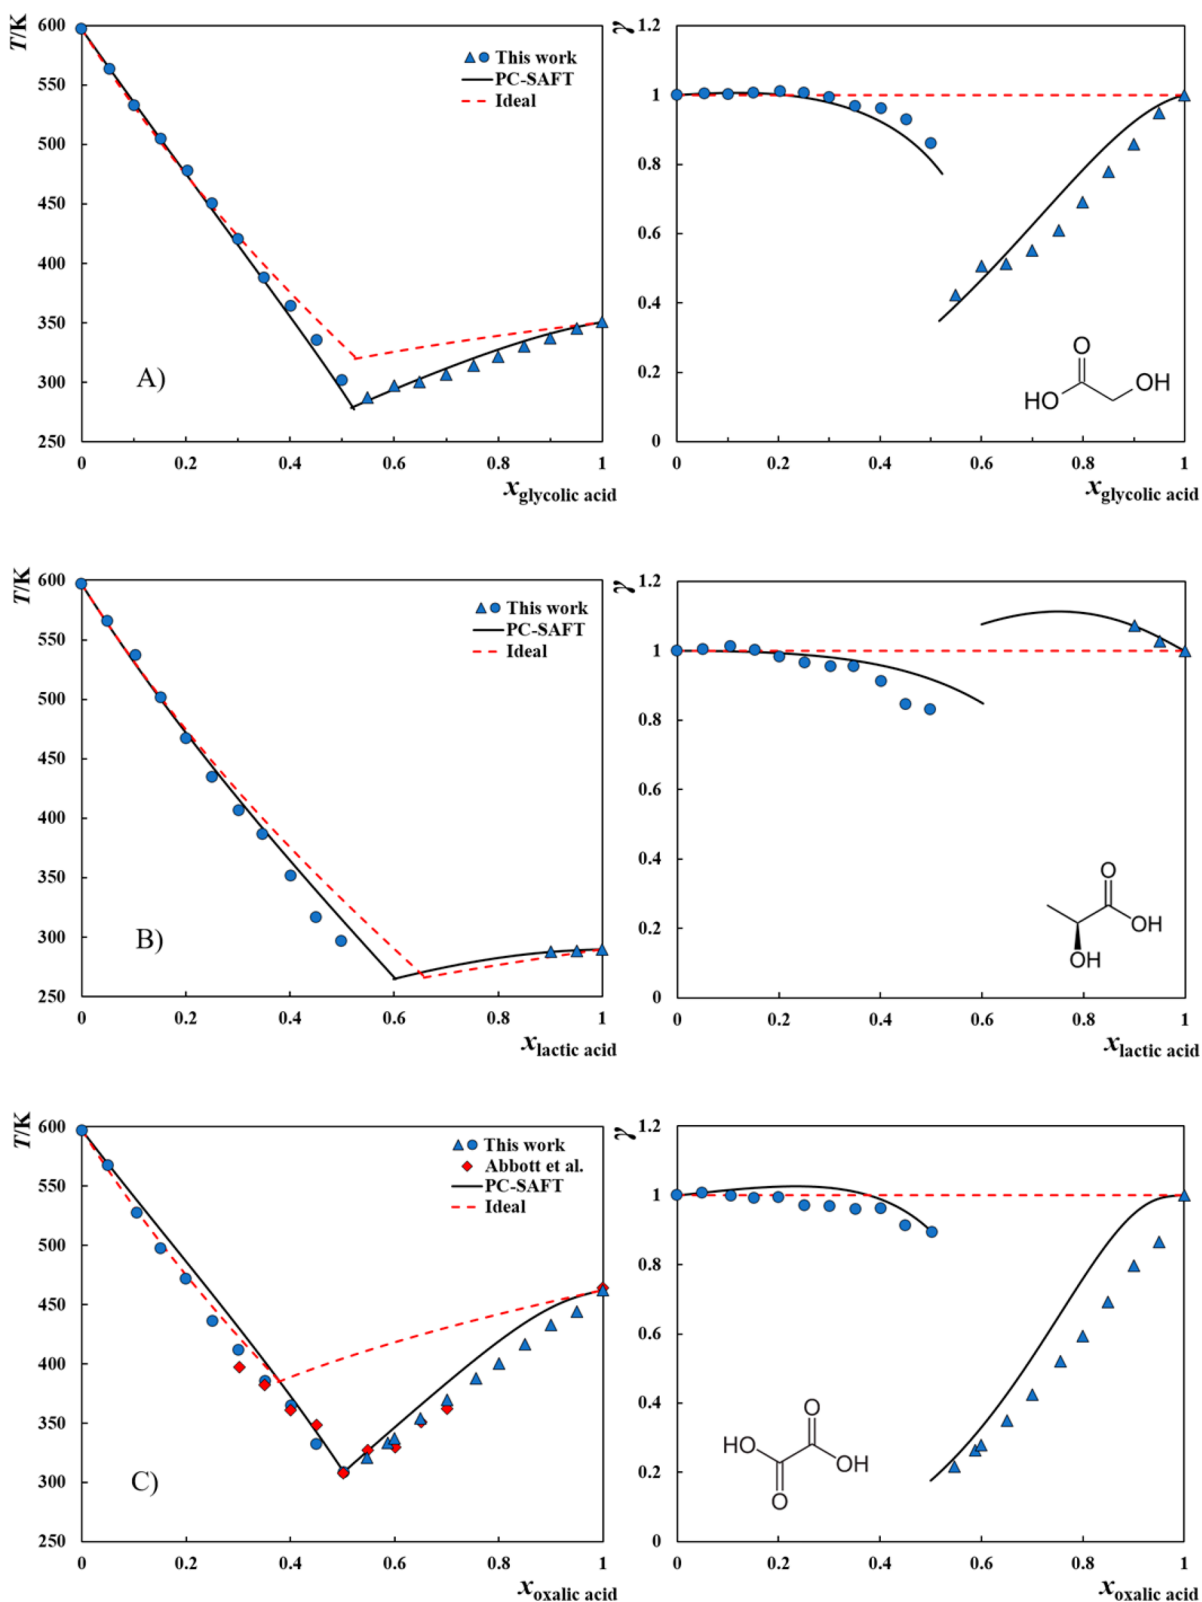 T/K
600
550
500
450
400
350
300
250
0
0.2
0.4
0.6
0.8
1
This work
PC-SAFT
Ideal
A)
xglycolic acid
γ
1.2
1
0.8
0.6
0.4
0.2
0
0
0.2
0.4
0.6
0.8
1
O
HO
OH
xglycolic acid
T/K
600
550
500
450
400
350
300
250
0
0.2
0.4
0.6
0.8
1
This work
PC-SAFT
Ideal
B)
xlactic acid
γ
1.2
1
0.8
0.6
0.4
0.2
0
0
0.2
0.4
0.6
0.8
1
O
OH
OH
xlactic acid
T/K
600
550
500
450
400
350
300
250
0
0.2
0.4
0.6
0.8
1
This work
Abbott et al.
PC-SAFT
Ideal
C)
xoxalic acid
γ
1.2
1
0.8
0.6
0.4
0.2
0
0
0.2
0.4
0.6
0.8
1
O
HO
OH
O
xoxalic acid